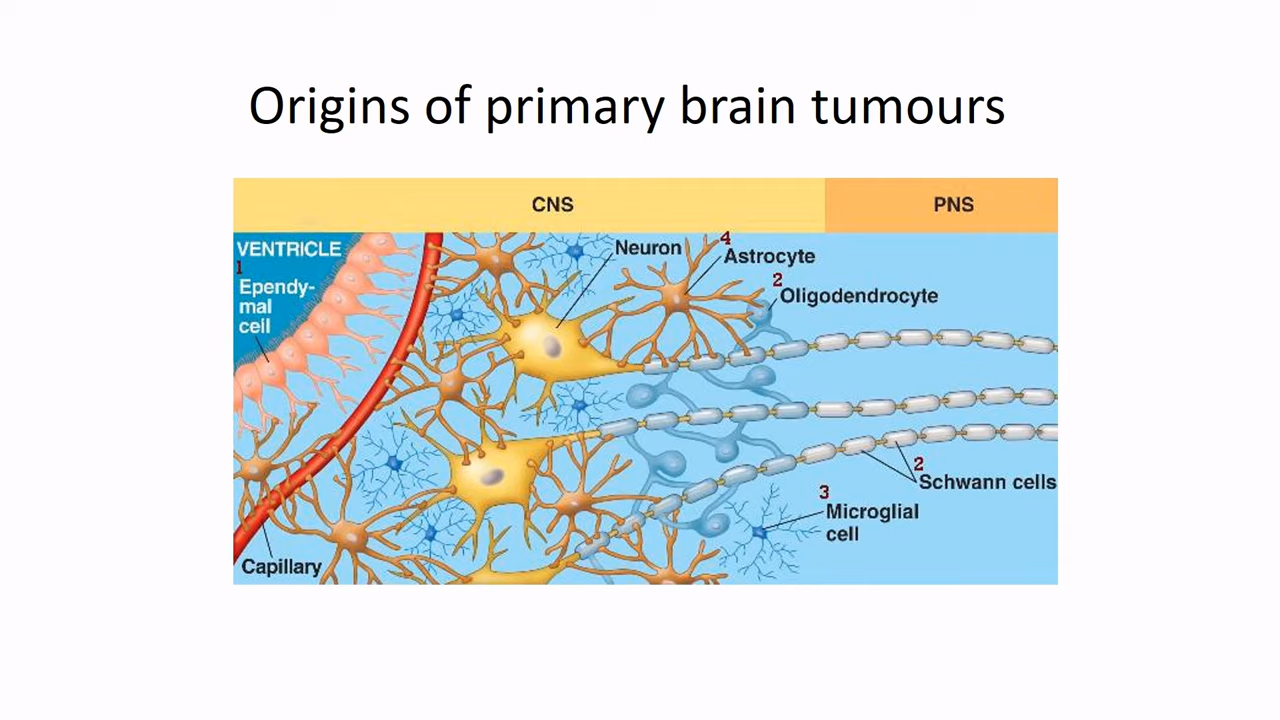 Origins of primary brain tumours
CNS
PNS
VENTRICLE
1
Ependy-
mal
cell
Neuron
4
Astrocyte
2
Oligodendrocyte
2
Schwann cells
3
Microglial
cell
Capillary